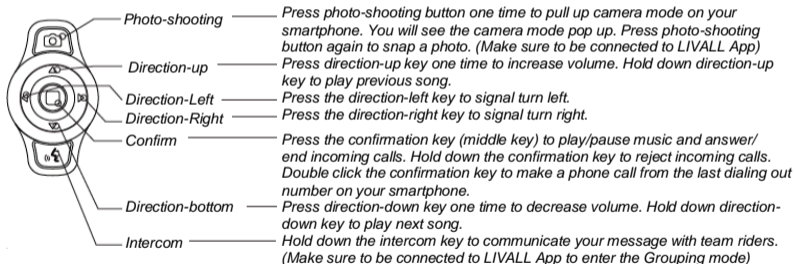 Photo-shooting
Press photo-shooting button one time to pull up camera mode on your
smartphone. You will see the camera mode pop up. Press photo-shooting
button again to snap a photo. (Make sure to be connected to LIVALL App)
Direction-up
Press direction-up key one time to increase volume. Hold down direction-up
key to play previous song.
Direction-Left
Press the direction-left key to signal turn left.
Direction-Right
Press the direction-right key to signal turn right.
Confirm
Press the confirmation key (middle key) to play/pause music and answer/
end incoming calls. Hold down the confirmation key to reject incoming calls.
Double click the confirmation key to make a phone call from the last dialing out
number on your smartphone.
Direction-bottom
Press direction-down key one time to decrease volume. Hold down direction-
down key to play next song.
Intercom
Hold down the intercom key to communicate your message with team riders.
(Make sure to be connected to LIVALL App to enter the Grouping mode)